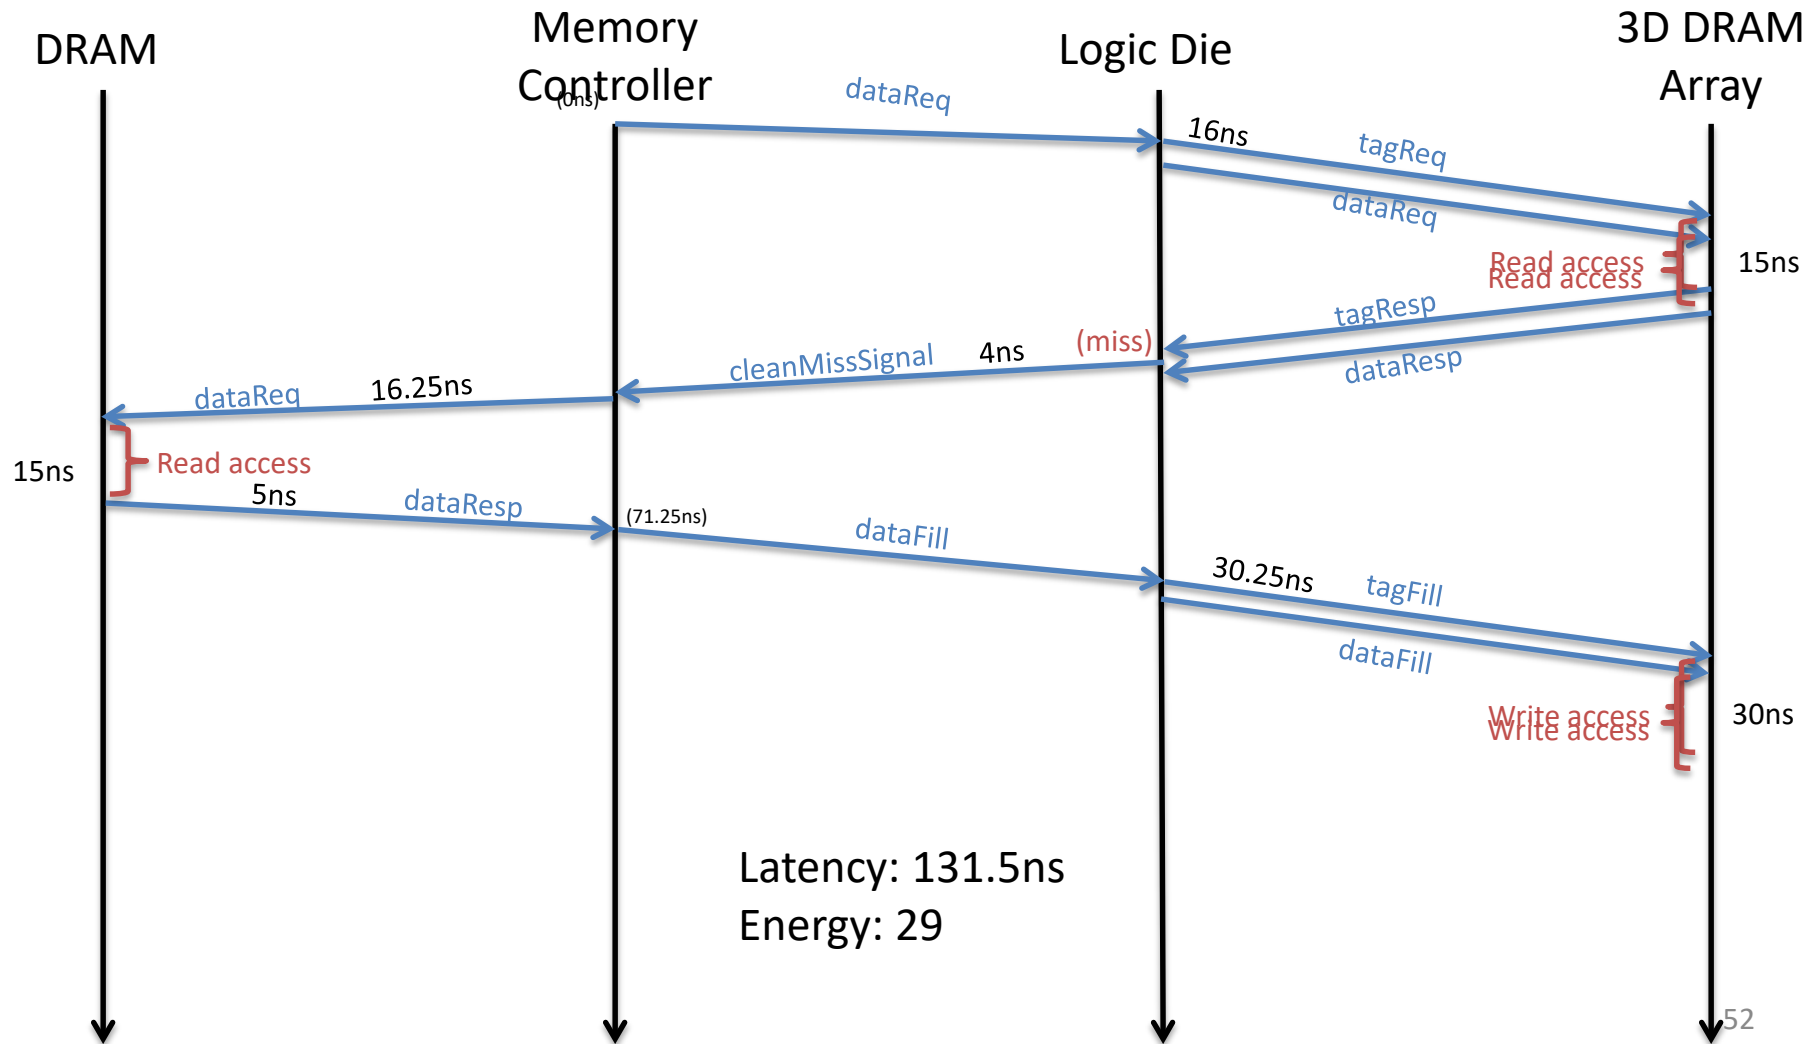 DRAM
Memory
Controller
Logic Die
3D DRAM
Array
(0ns)
dataReq
16ns
tagReq
dataReq
Read access
Read access
15ns
tagResp
(miss)
4ns
cleanMissSignal
dataResp
16.25ns
dataReq
15ns
Read access
5ns
dataResp
(71.25ns)
dataFill
30.25ns
tagFill
dataFill
Write access
Write access
30ns
Latency: 131.5ns
Energy: 29
52